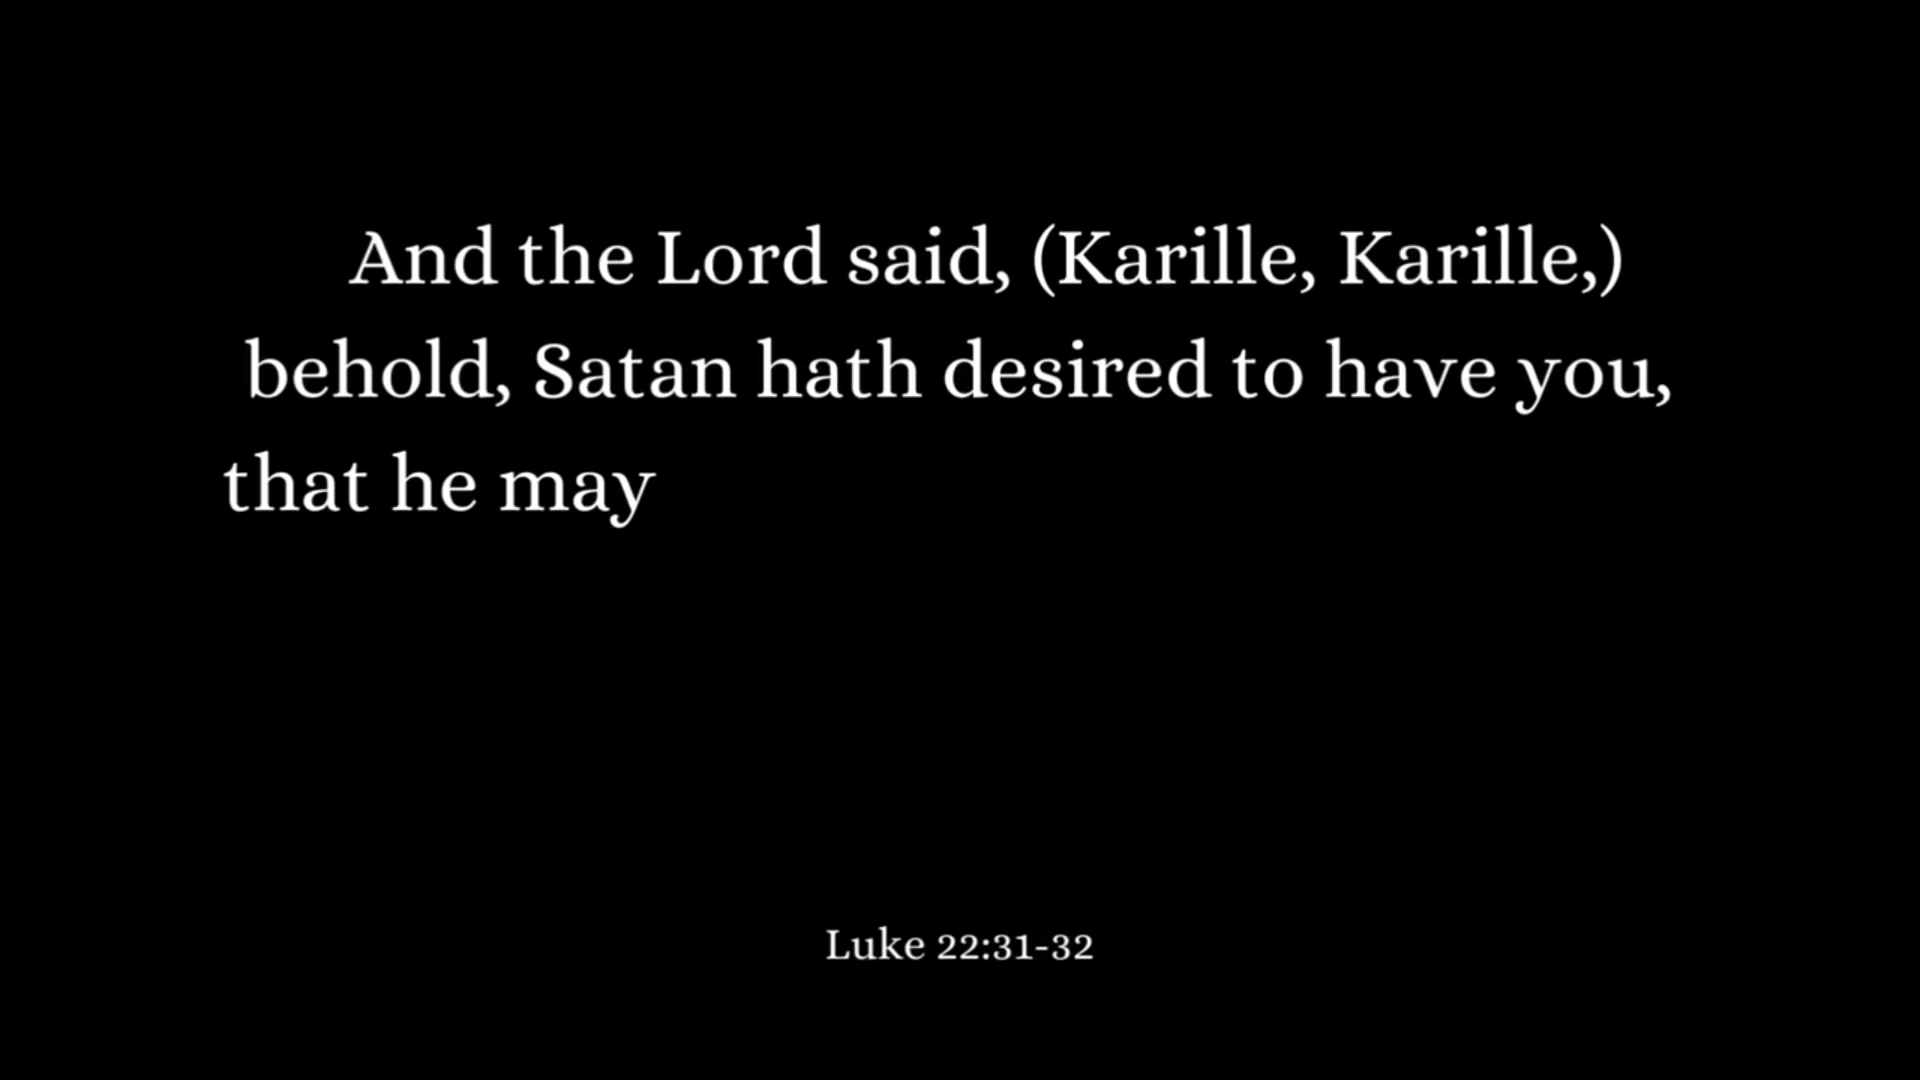 And the Lord said, (Karille, Karille,)
behold, Satan hath desired to have you,
that he may
Luke 22:31-32